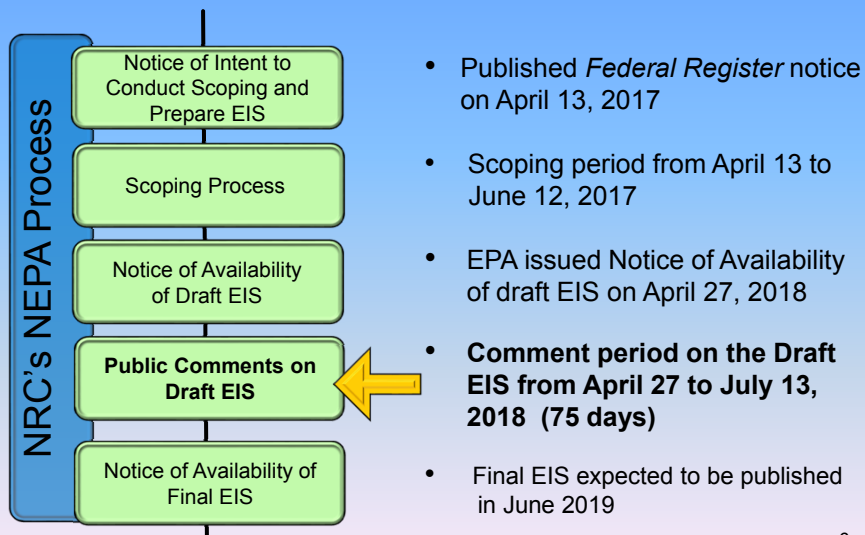 NRC's NEPA Process
Notice of Intent to
Conduct Scoping and
Prepare EIS
• Published Federal Register notice
on April 13, 2017
Scoping Process
• Scoping period from April 13 to
June 12, 2017
Notice of Availability
of Draft EIS
• EPA issued Notice of Availability
of draft EIS on April 27, 2018
Public Comments on
Draft EIS
• Comment period on the Draft
EIS from April 27 to July 13,
2018 (75 days)
Notice of Availability of
Final EIS
• Final EIS expected to be published
in June 2019